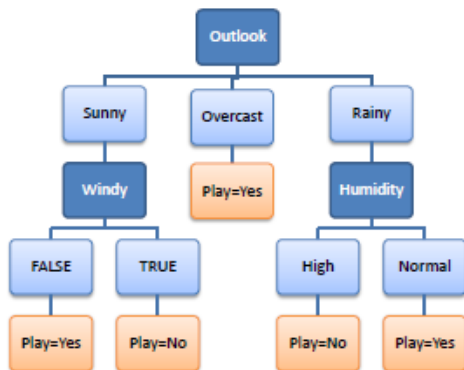 Outlook
Sunny Overcast Rainy
Windy Play=Yes Humidity
FALSE TRUE High Normal
Play=Yes Play=No Play=No Play=Yes